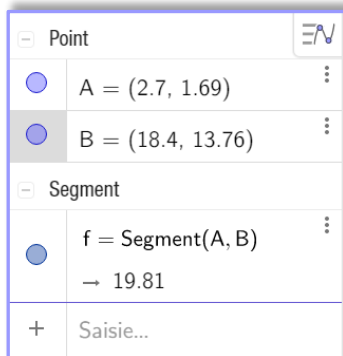 Point
A = (2.7, 1.69)
B = (18.4, 13.76)
Segment
f = Segment(A, B)
→ 19.81
+ Saisie...